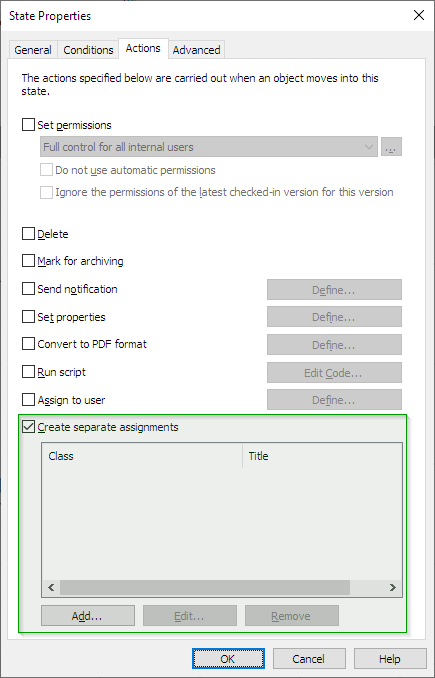 State Properties
General Conditions Actions Advanced
The actions specified below are carried out when an object moves into this
state.
Set permissions
Full control for all internal users ...
Do not use automatic permissions
Ignore the permissions of the latest checked-in version for this version
Delete
Mark for archiving
Send notification Define...
Set properties Define...
Convert to PDF format Define...
Run script Edit Code...
Assign to user Define...
Create separate assignments
Class Title
Add... Edit... Remove
OK Cancel Help